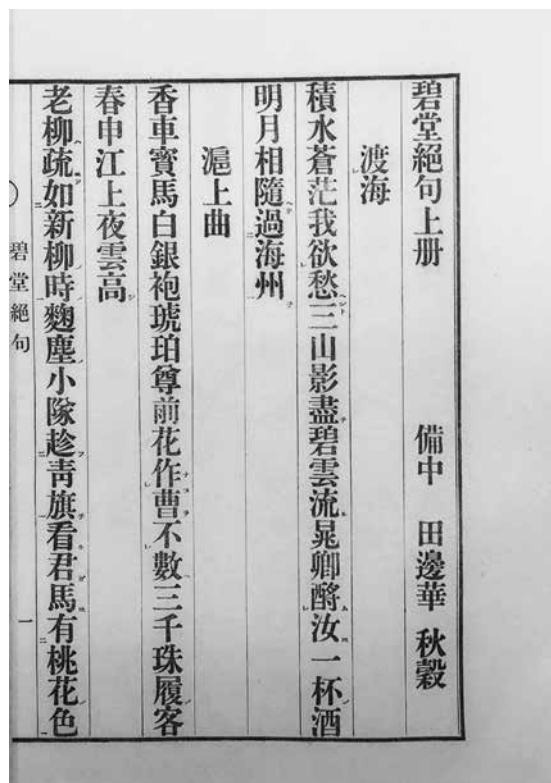 碧堂絕句上册　備中　田邊華　秋穀
渡海
積水蒼茫我欲愁三山影盡碧雲流晁卿酹汝一杯酒
明月相隨過海州
滬上曲
香車寶馬白銀袍琥珀尊前花作曹不數三千珠履客
春申江上夜雲高
老柳疏如新柳時麴塵小隊趁靑旗看君馬有桃花色
碧堂絕句
一